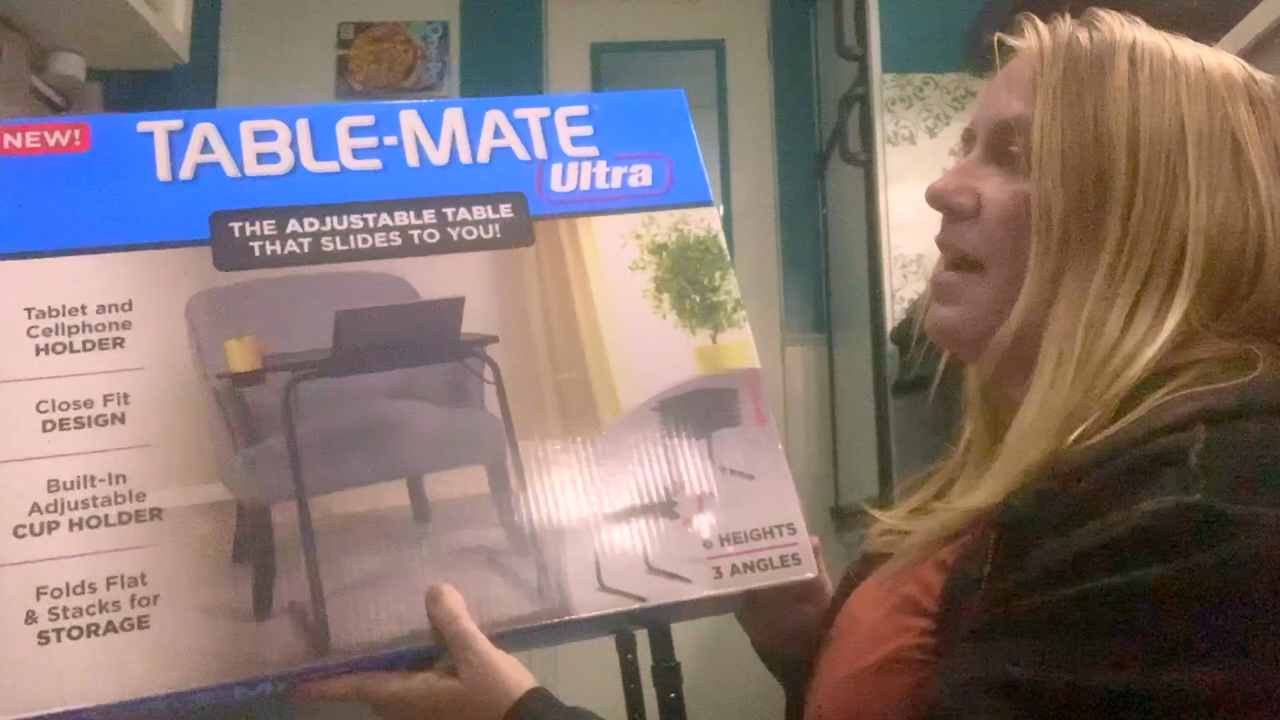 NEW!
TABLE-MATE
Ultra
THE ADJUSTABLE TABLE
THAT SLIDES TO YOU!
Tablet and
Cellphone
HOLDER
Close Fit
DESIGN
Built-In
Adjustable
CUP HOLDER
Folds Flat
& Stacks for
STORAGE
HEIGHTS
3 ANGLES